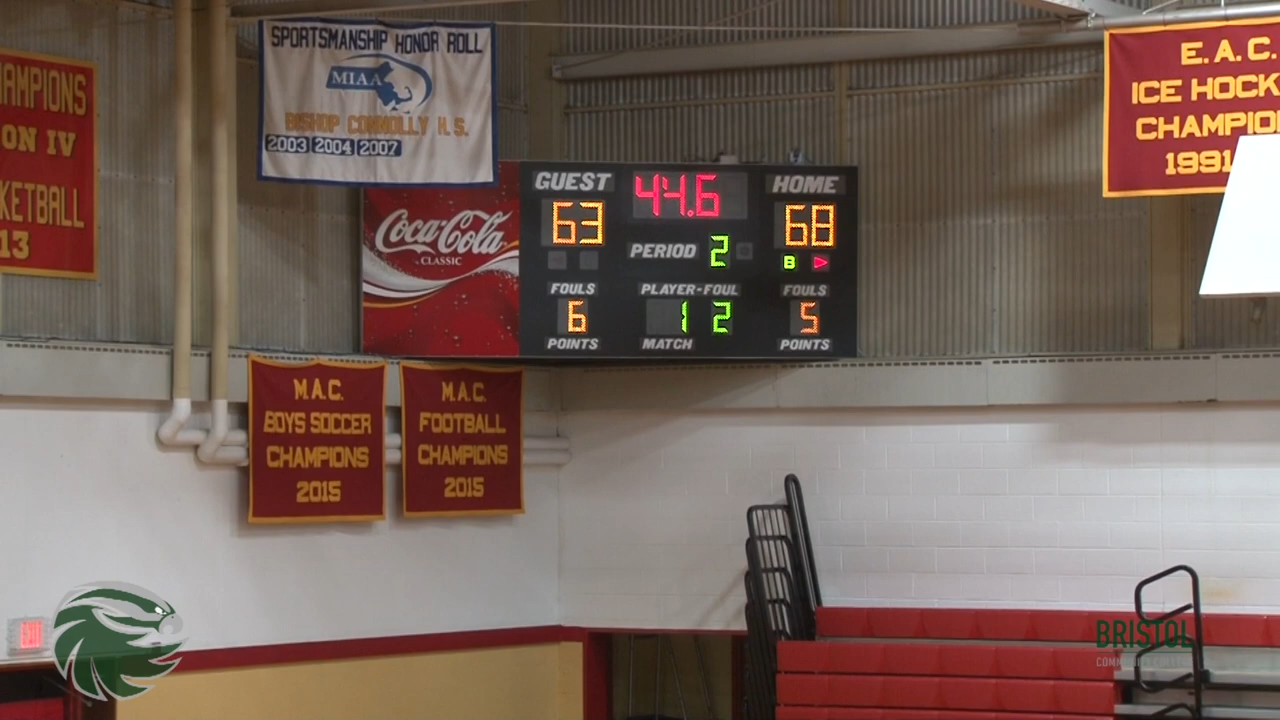 SPORTSMANSHIP HONOR ROLL
MIAA
BISHOP CONNOLLY H.S.
2003 2004 2007
AMPIONS
ON IV
KETBALL
13
E.A.C.
ICE HOCK
CHAMPIO
1991
Coca-Cola
CLASSIC
GUEST 44.6 HOME
63 68
PERIOD 2
B
FOULS PLAYER-FOUL FOULS
6 12 5
POINTS MATCH POINTS
M.A.C.
BOYS SOCCER
CHAMPIONS
2015
M.A.C.
FOOTBALL
CHAMPIONS
2015
EXIT
BRISTOL